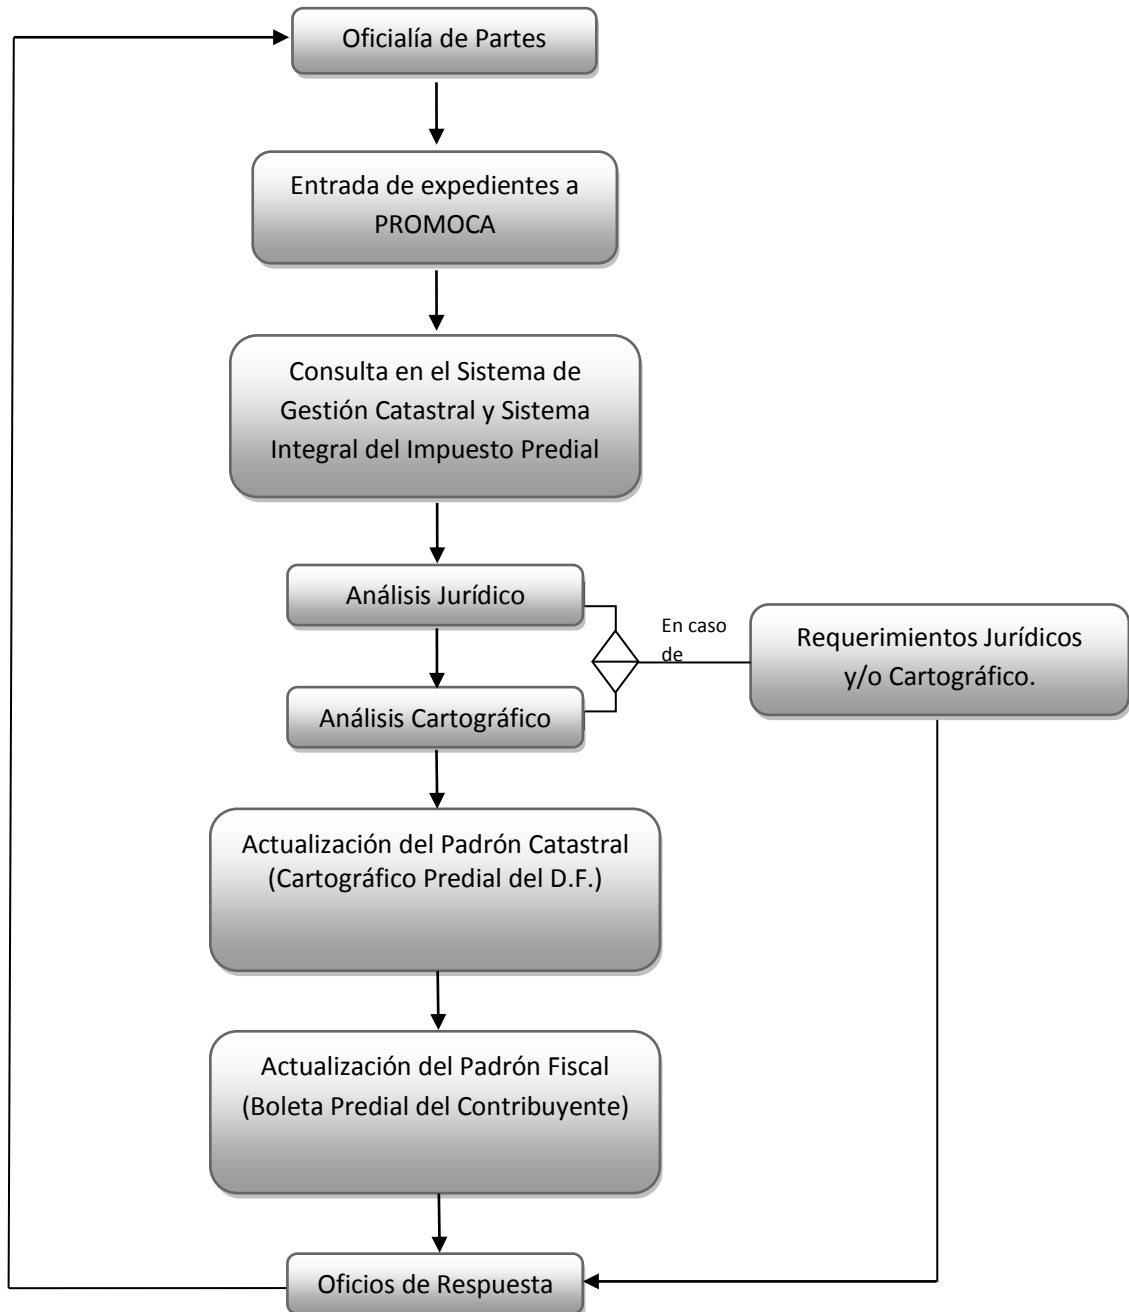 Oficialía de Partes
Entrada de expedientes a
PROMOCA
Consulta en el Sistema de
Gestión Catastral y Sistema
Integral del Impuesto Predial
Análisis Jurídico
En caso
de
Requerimientos Jurídicos
y/o Cartográfico.
Análisis Cartográfico
Actualización del Padrón Catastral
(Cartográfico Predial del D.F.)
Actualización del Padrón Fiscal
(Boleta Predial del Contribuyente)
Oficios de Respuesta